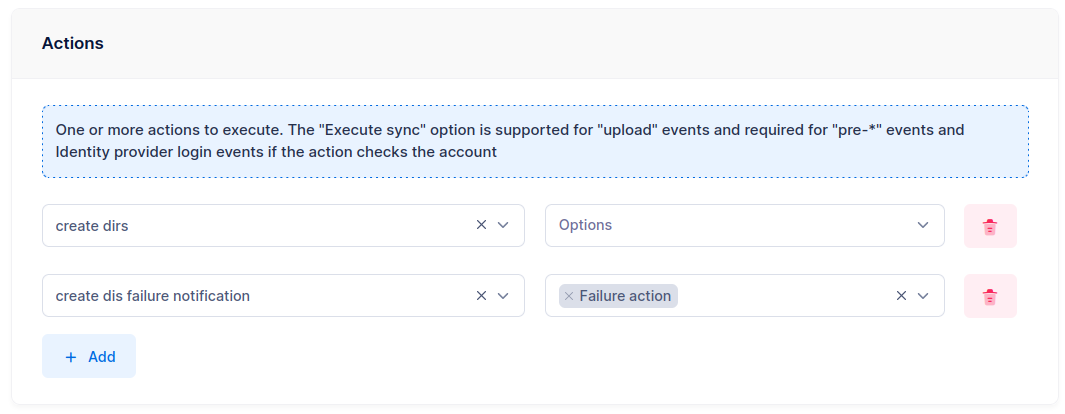 Actions
One or more actions to execute. The "Execute sync" option is supported for "upload" events and required for "pre-*" events and
Identity provider login events if the action checks the account
create dirs
Options
create dis failure notification
Failure action
Add